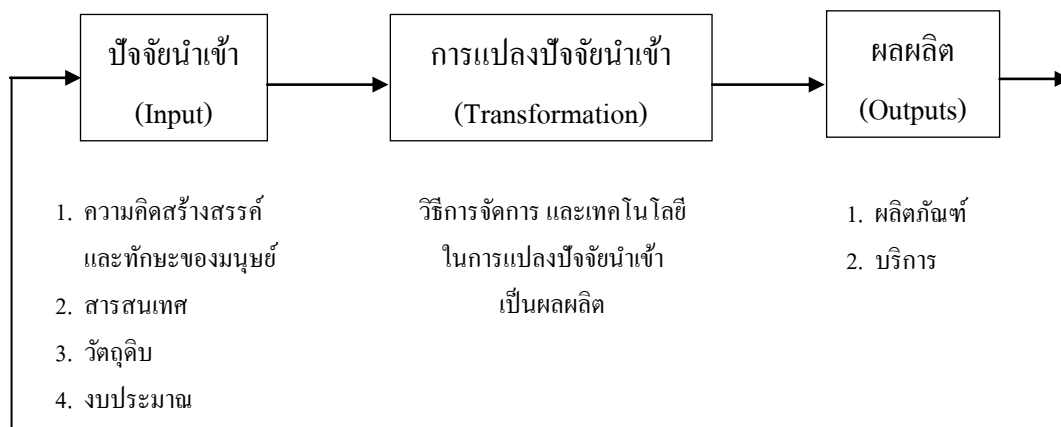 ปัจจัยนำเข้า
(Input)
การแปลงปัจจัยนำเข้า
(Transformation)
ผลผลิต
(Outputs)
1. ความคิดสร้างสรรค์
และทักษะของมนุษย์
2. สารสนเทศ
3. วัตถุดิบ
4. งบประมาณ
วิธีการจัดการ และเทคโนโลยี
ในการแปลงปัจจัยนำเข้า
เป็นผลผลิต
1. ผลิตภัณฑ์
2. บริการ